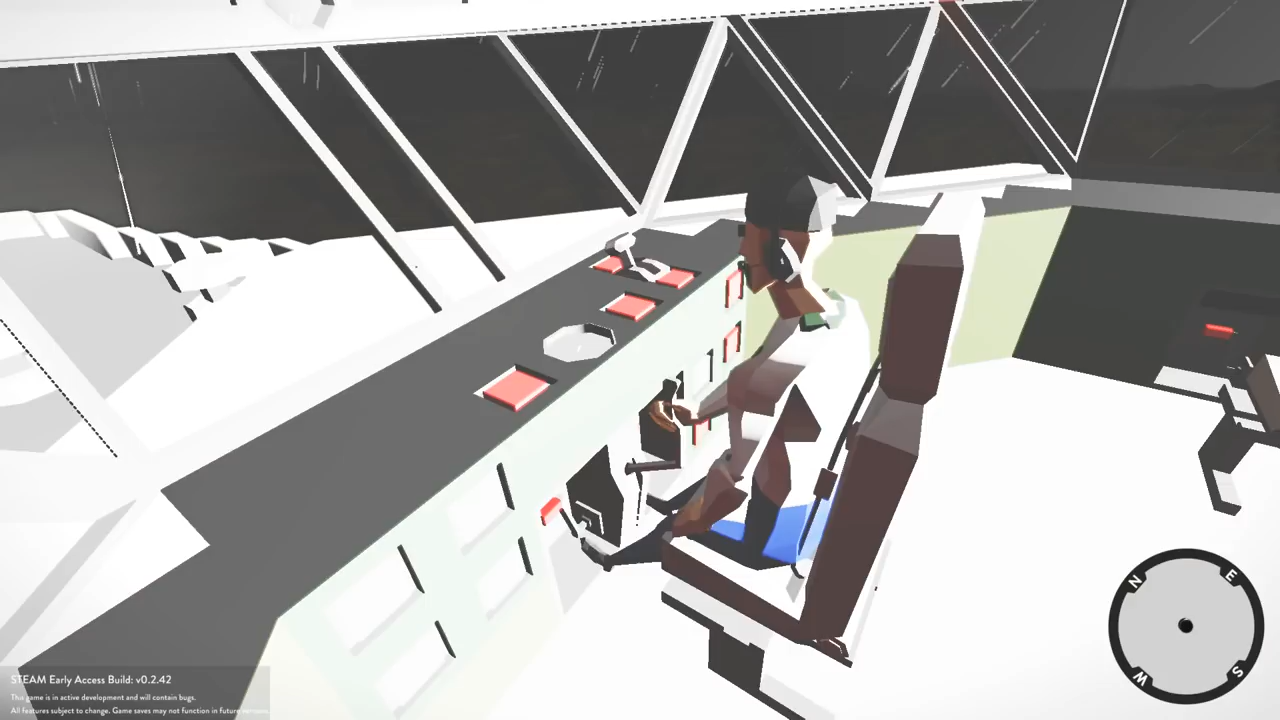 STEAM Early Access Build: v0.2.42
This game is in active development and will contain bugs.
All features subject to change. Game saves may not function in future versions.
N
E
W
S